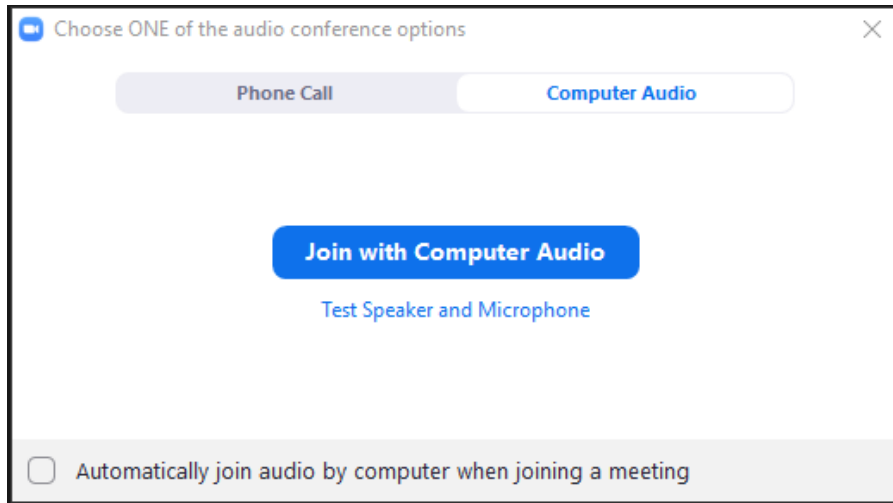 Choose ONE of the audio conference options
Phone Call
Computer Audio
Join with Computer Audio
Test Speaker and Microphone
Automatically join audio by computer when joining a meeting